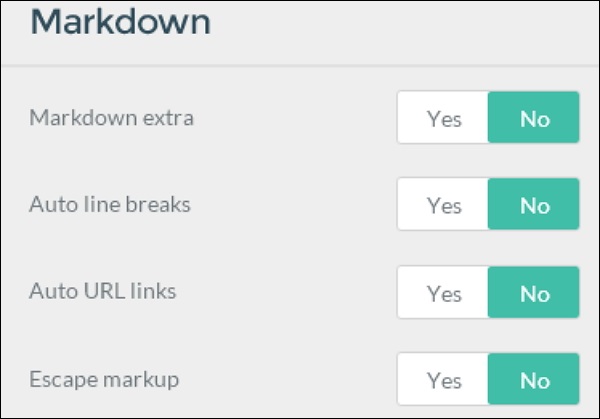 Markdown
Markdown extra Yes No
Auto line breaks Yes No
Auto URL links Yes No
Escape markup Yes No